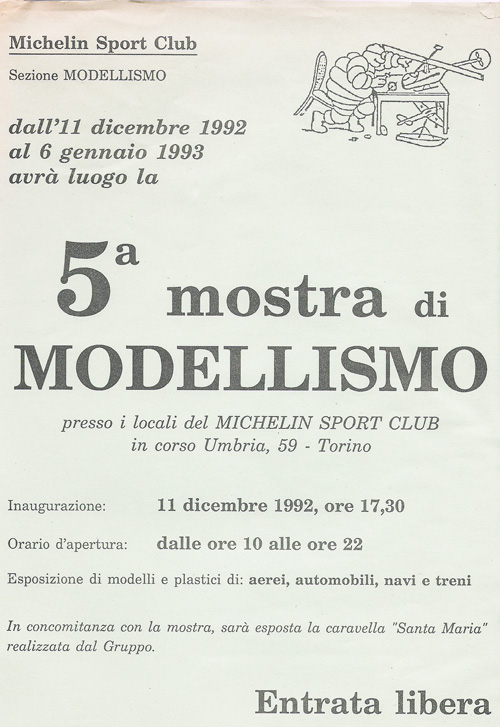 Michelin Sport Club
Sezione MODELLISMO
dall'11 dicembre 1992
al 6 gennaio 1993
avrà luogo la
5ª mostra di
MODELLISMO
presso i locali del MICHELIN SPORT CLUB
in corso Umbria, 59 - Torino
Inaugurazione: 11 dicembre 1992, ore 17,30
Orario d'apertura: dalle ore 10 alle ore 22
Esposizione di modelli e plastici di: aerei, automobili, navi e treni
In concomitanza con la mostra, sarà esposta la caravella "Santa Maria"
realizzata dal Gruppo.
Entrata libera